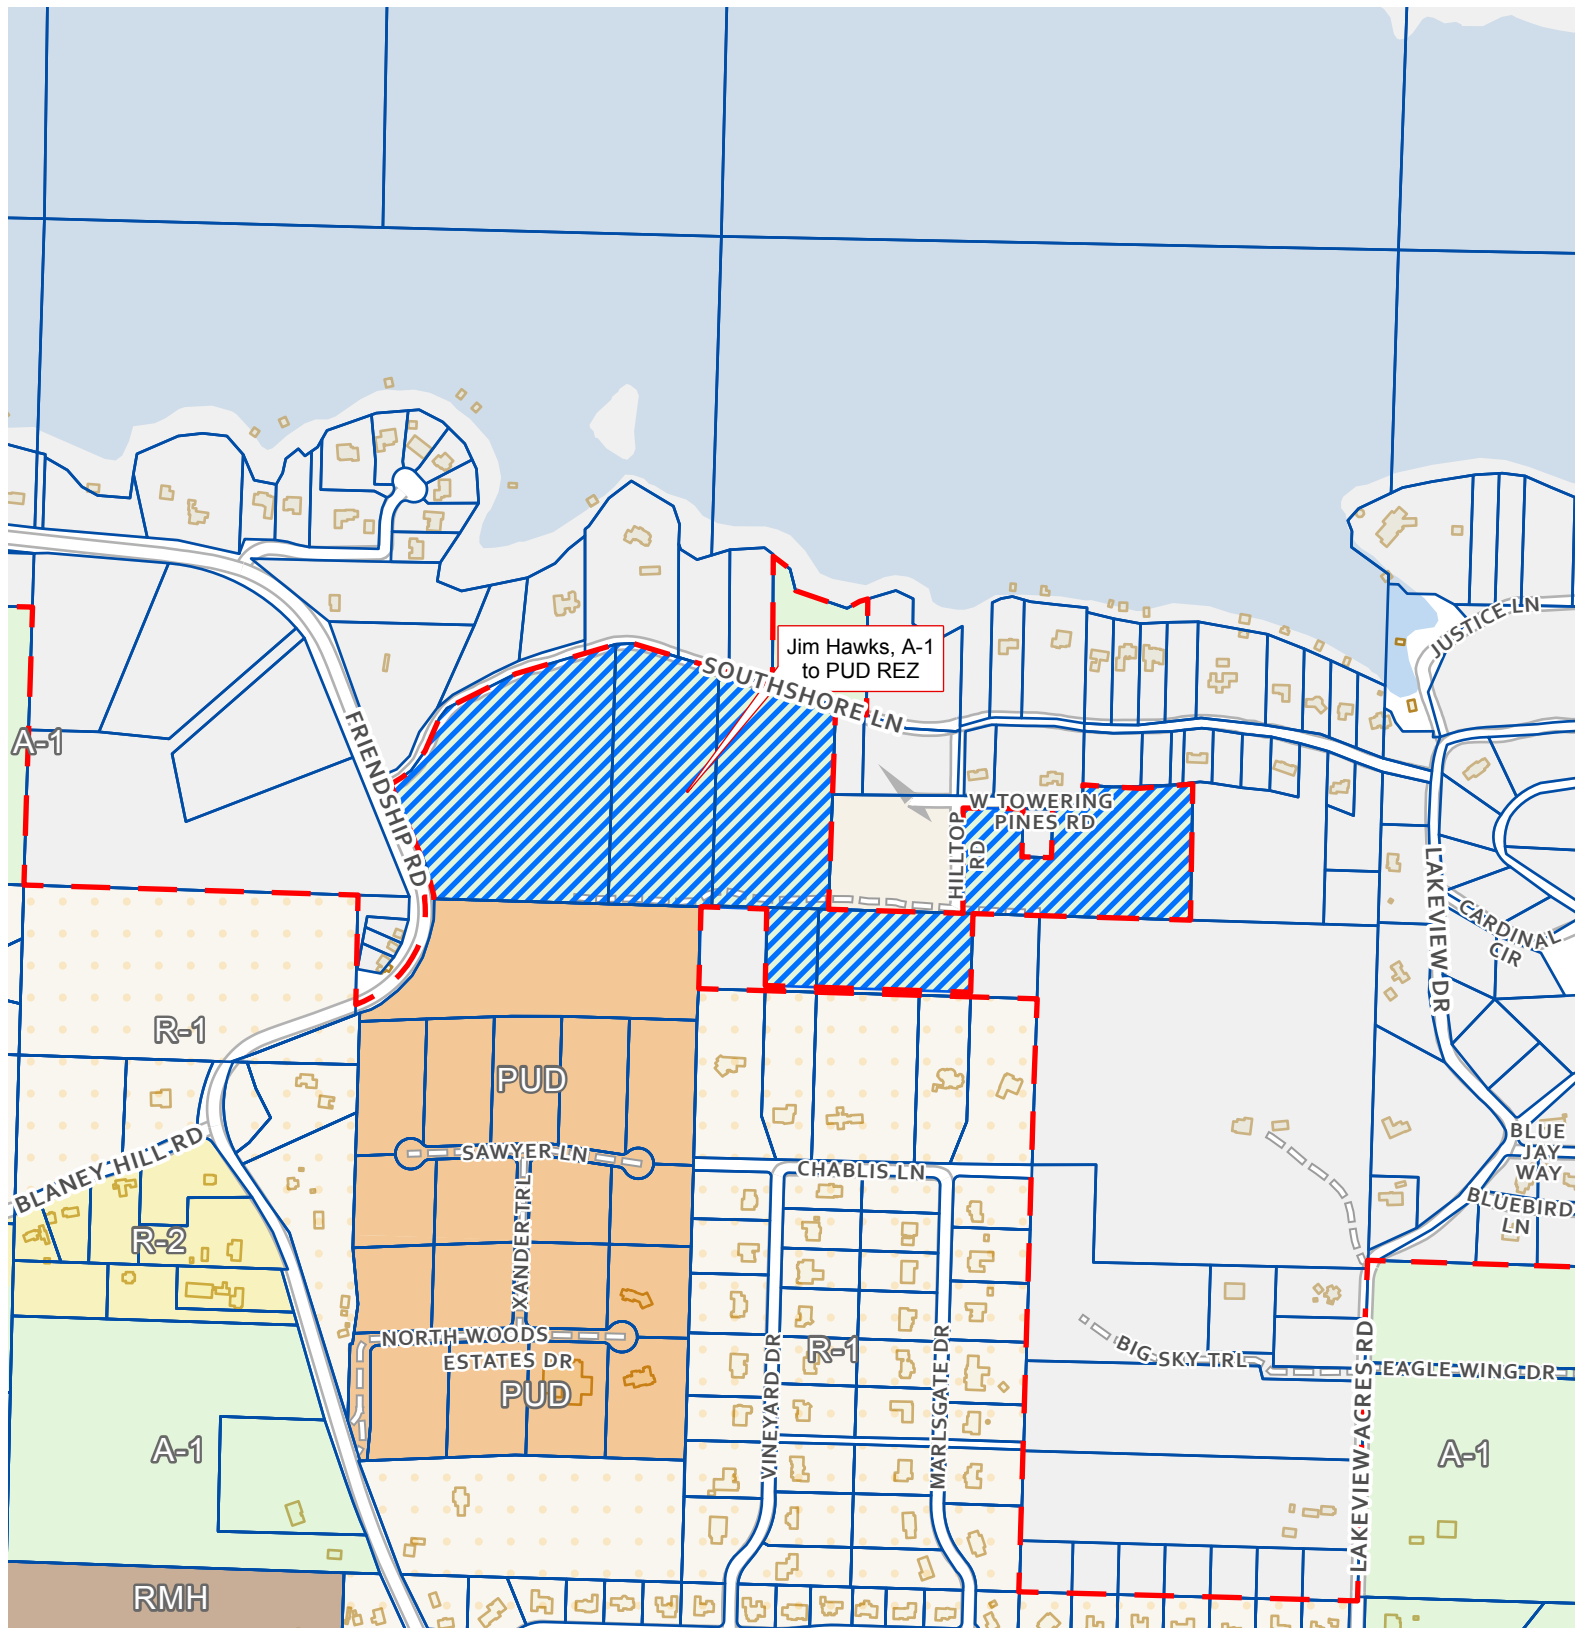 Jim Hawks, A-1
to PUD REZ
SOUTHSHORE LN
JUSTICE LN
A-1
FRIENDSHIP RD
W TOWERING
PINES RD
HILLTOP
RD
LAKEVIEW DR
CARDINAL
CIR
R-1
PUD
BLANEY HILL RD
SAWYER LN
CHABLIS LN
BLUE
JAY
WAY
BLUEBIRD
LN
R-2
XANDER TRL
NORTH WOODS
ESTATES DR
PUD
VINEYARD DR
R-1
MARLSGATE DR
BIG SKY TRL
EAGLE WING DR
LAKEVIEW ACRES RD
A-1
A-1
RMH